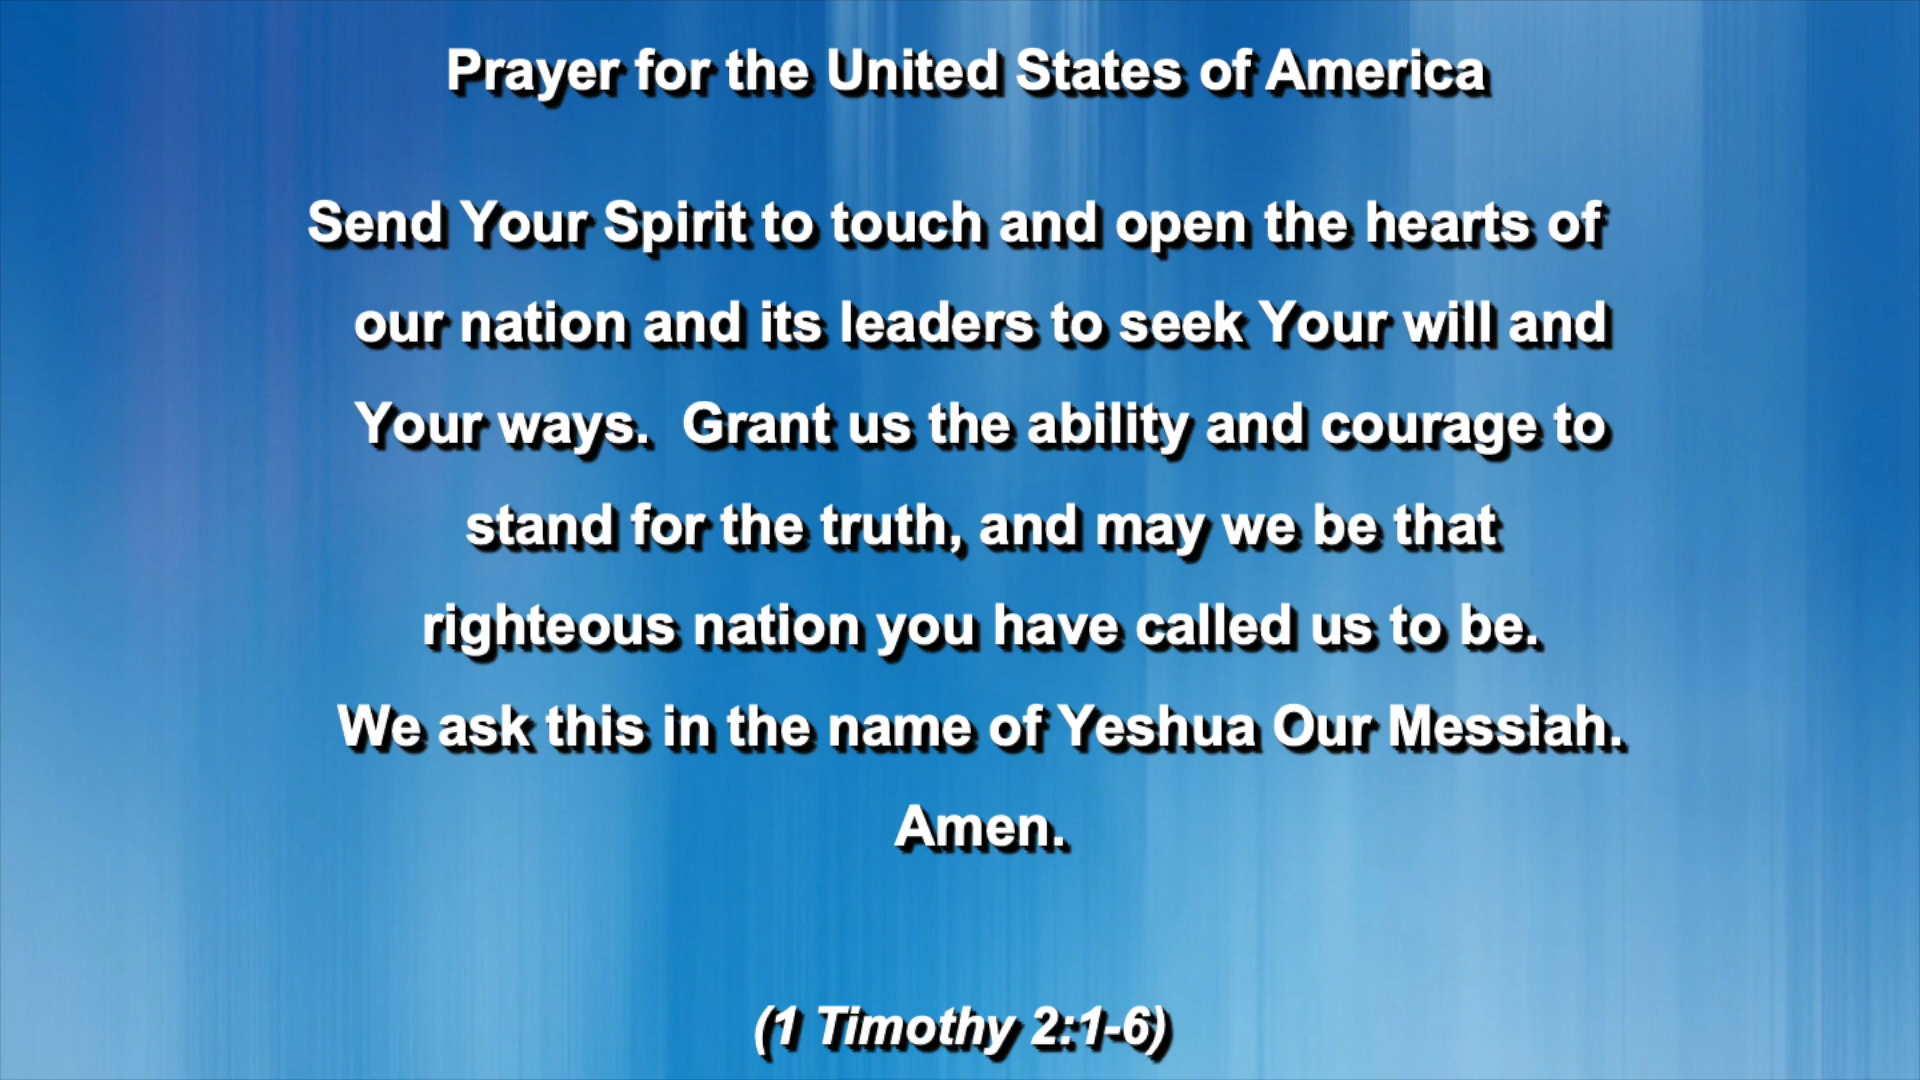 Prayer for the United States of America
Send Your Spirit to touch and open the hearts of
our nation and its leaders to seek Your will and
Your ways.  Grant us the ability and courage to
stand for the truth, and may we be that
righteous nation you have called us to be.
We ask this in the name of Yeshua Our Messiah.
Amen.
(1 Timothy 2:1-6)